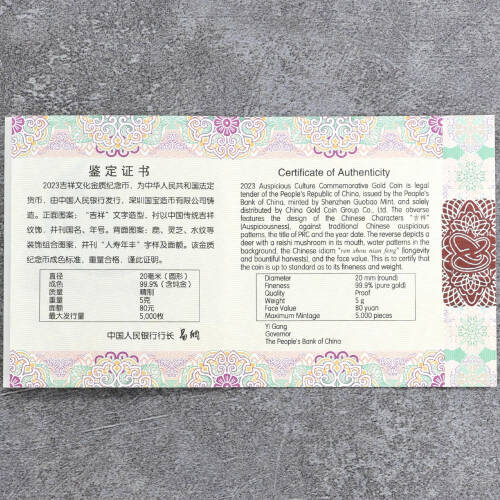 鉴定证书
2023吉祥文化金质纪念币，为中华人民共和国法定
货币，由中国人民银行发行，深圳国宝造币有限公司铸
造。正面图案：“吉祥”文字造型，衬以中国传统吉祥
纹饰，并刊国名、年号。背面图案：鹿、灵芝、水纹等
装饰组合图案，并刊“人寿年丰”字样及面额。该金质
纪念币成色标准，重量合格，谨此证明。
直径 20毫米（圆形）
成色 99.9%（含纯金）
质量 精制
重量 5克
面额 80元
最大发行量 5,000枚
中国人民银行行长 易纲
Certificate of Authenticity
2023 Auspicious Culture Commemorative Gold Coin is legal
tender of the People's Republic of China, issued by the People's
Bank of China, minted by Shenzhen Guobao Mint, and solely
distributed by China Gold Coin Group Co., Ltd. The obverse
features the design of the Chinese Characters "吉祥"
(Auspiciousness), against traditional Chinese auspicious
patterns, the title of PRC and the year date. The reverse depicts a
deer with a reishi mushroom in its mouth, water patterns in the
background, the Chinese idiom "ren shou nian feng" (longevity
and bountiful harvests), and the face value. This is to certify that
the coin is up to standard as to its fineness and weight.
Diameter 20 mm (round)
Fineness 99.9% (pure gold)
Quality Proof
Weight 5 g
Face Value 80 yuan
Maximum Mintage 5,000 pieces
Yi Gang
Governor
The People's Bank of China